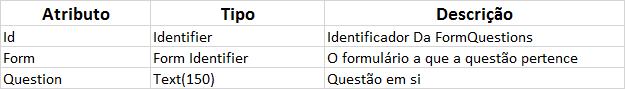 Atributo Tipo Descrição
Id Identifier Identificador Da FormQuestions
Form Form Identifier O formulário a que a questão pertence
Question Text(150) Questão em si